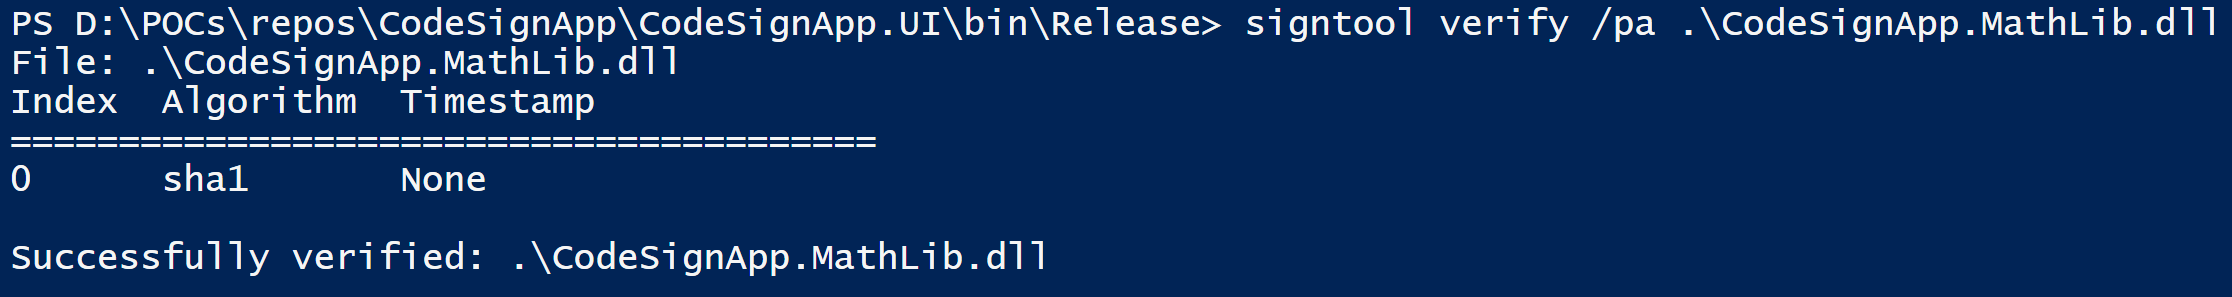 PS D:\POCs\repos\CodeSignApp\CodeSignApp.UI\bin\Release> signtool verify /pa .\CodeSignApp.MathLib.dll
File: .\CodeSignApp.MathLib.dll
Index  Algorithm  Timestamp
========================================
0      sha1       None
Successfully verified: .\CodeSignApp.MathLib.dll